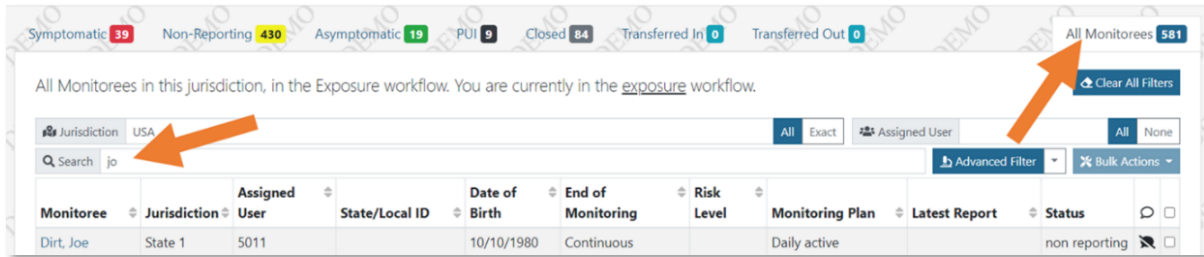 Symptomatic 39 Non-Reporting 430 Asymptomatic 19 PUI 9 Closed 84 Transferred In 0 Transferred Out 0 All Monitorees 581
All Monitorees in this jurisdiction, in the Exposure workflow. You are currently in the exposure workflow.
Clear All Filters
Jurisdiction USA All Exact Assigned User All None
Search jo Advanced Filter Bulk Actions
Monitoree Jurisdiction Assigned User State/Local ID Date of Birth End of Monitoring Risk Level Monitoring Plan Latest Report Status
Dirt, Joe State 1 5011 10/10/1980 Continuous Daily active non reporting
DEMO